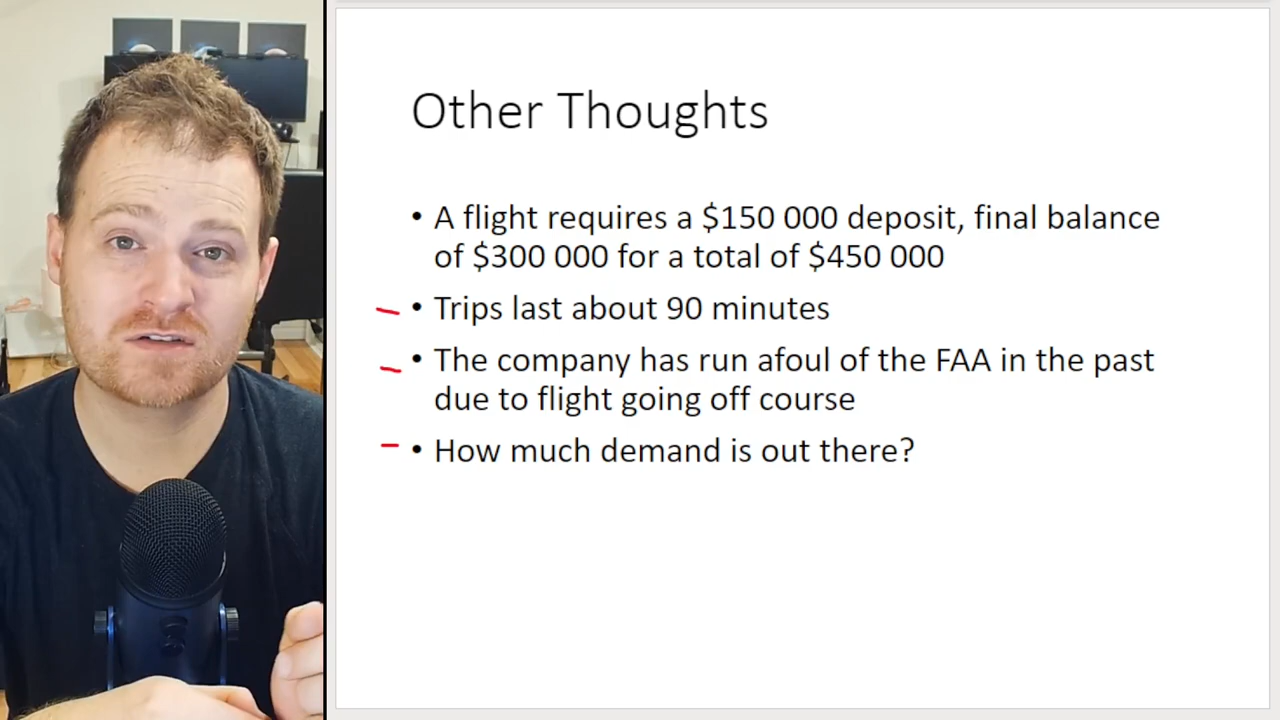 Other Thoughts
• A flight requires a $150 000 deposit, final balance
of $300 000 for a total of $450 000
• Trips last about 90 minutes
• The company has run afoul of the FAA in the past
due to flight going off course
• How much demand is out there?